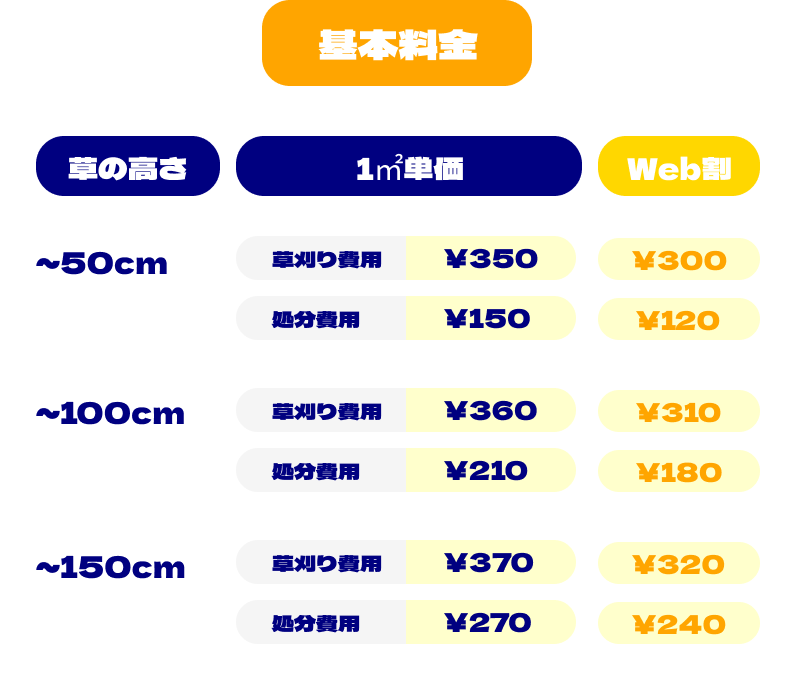 基本料金
草の高さ 1㎡単価 Web割
~50cm 草刈り費用 ¥350 ¥300
処分費用 ¥150 ¥120
~100cm 草刈り費用 ¥360 ¥310
処分費用 ¥210 ¥180
~150cm 草刈り費用 ¥370 ¥320
処分費用 ¥270 ¥240